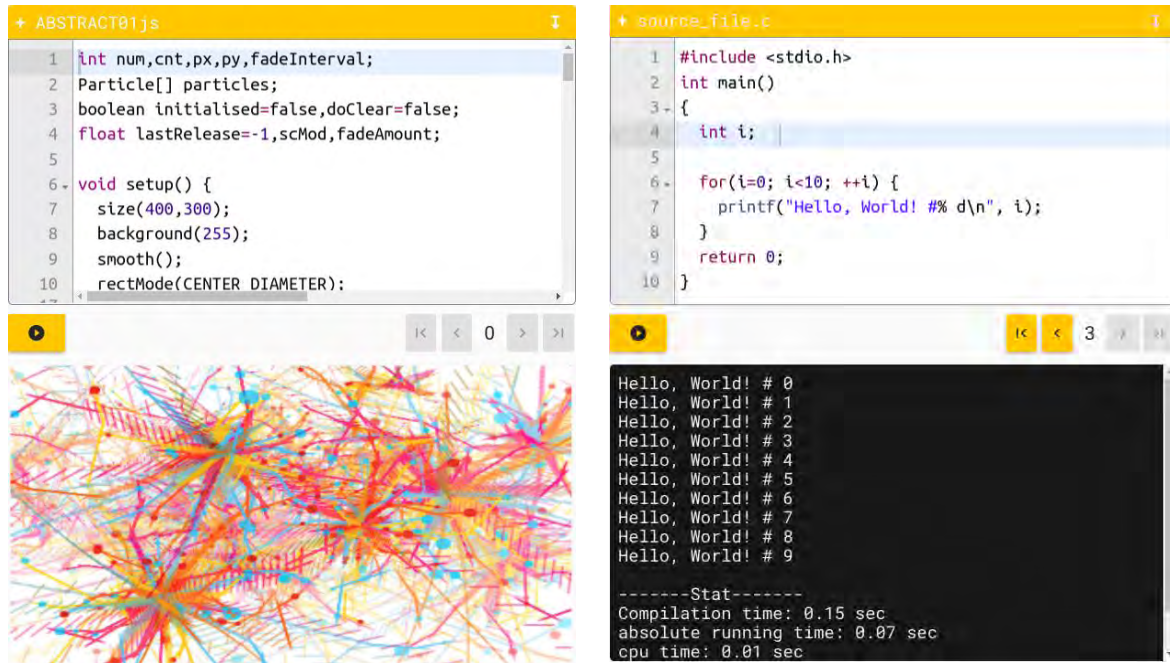 + ABSTRACT01js
1 int num,cnt,px,py,fadeInterval;
2 Particle[] particles;
3 boolean initialised=false,doClear=false;
4 float lastRelease=-1,scMod,fadeAmount;
5
6 void setup() {
7 size(400,300);
8 background(255);
9 smooth();
10 rectMode(CENTER DIAMETER);
0
+ source_file.c
1 #include <stdio.h>
2 int main()
3 {
4 int i;
5
6 for(i=0; i<10; ++i) {
7 printf("Hello, World! #% d\n", i);
8 }
9 return 0;
10 }
3
Hello, World! # 0
Hello, World! # 1
Hello, World! # 2
Hello, World! # 3
Hello, World! # 4
Hello, World! # 5
Hello, World! # 6
Hello, World! # 7
Hello, World! # 8
Hello, World! # 9
-------Stat-------
Compilation time: 0.15 sec
absolute running time: 0.07 sec
cpu time: 0.01 sec